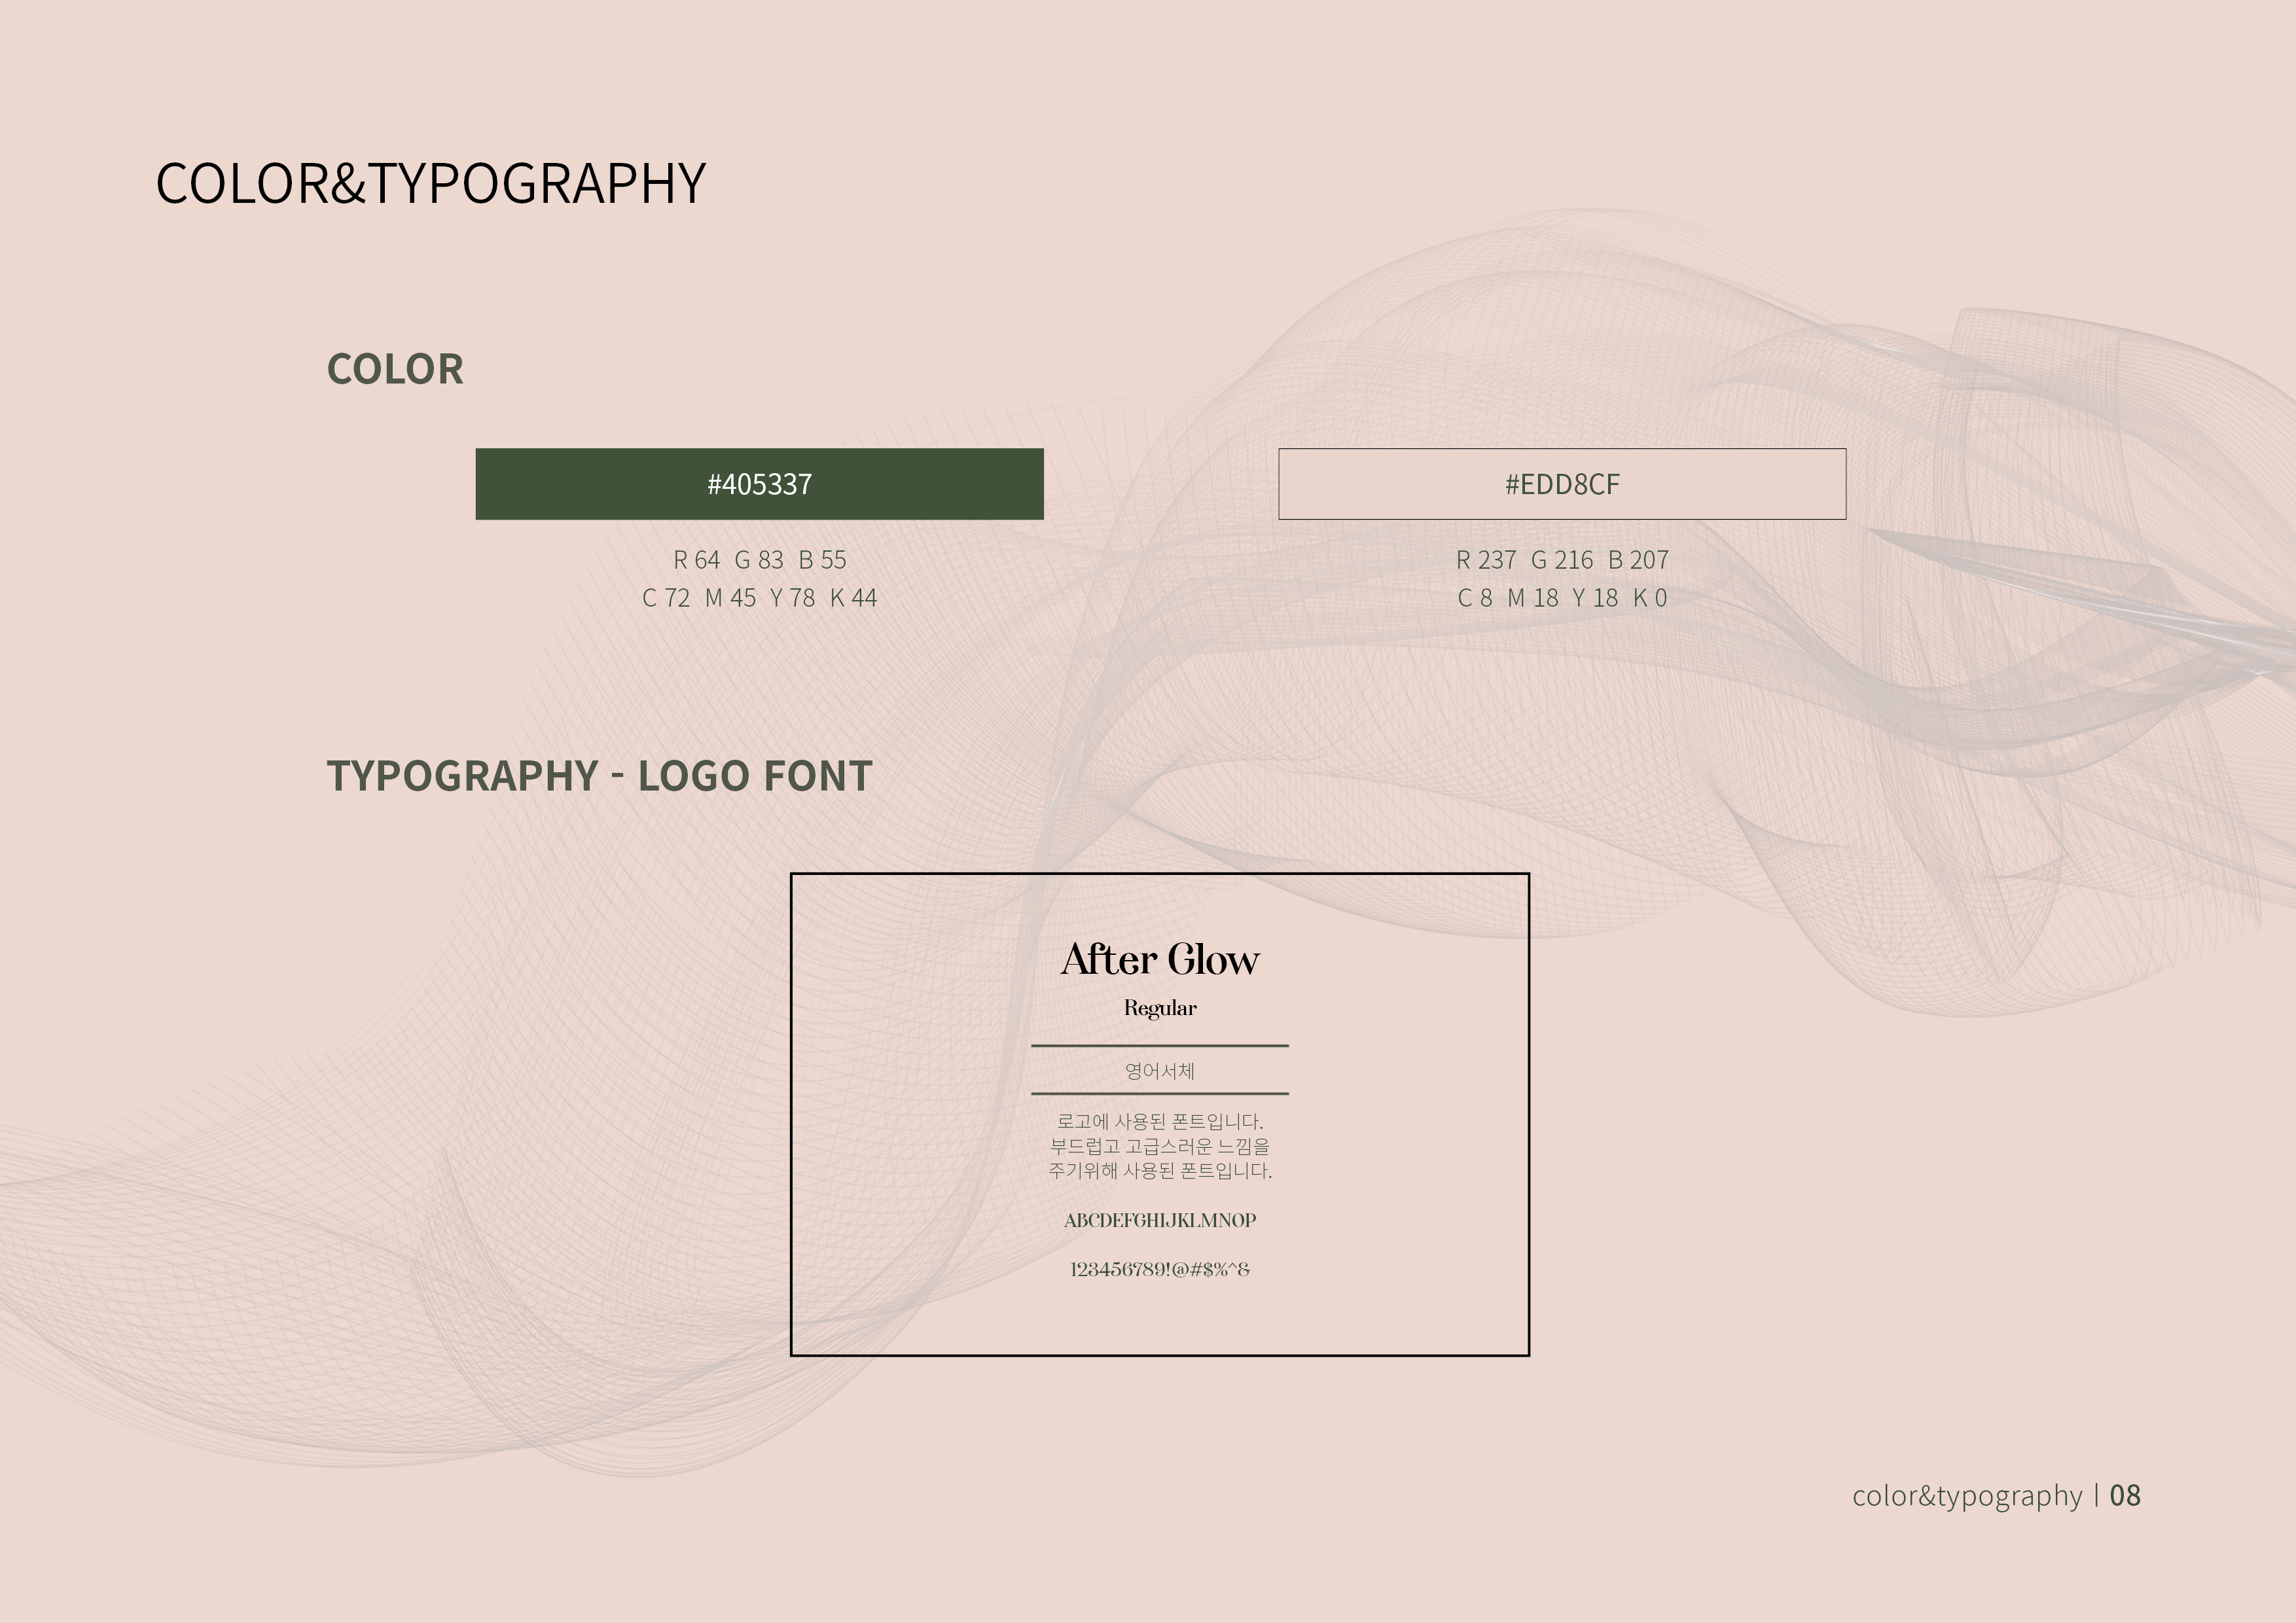 COLOR&TYPOGRAPHY
COLOR
#405337
R 64 G 83 B 55
C 72 M 45 Y 78 K 44
#EDD8CF
R 237 G 216 B 207
C 8 M 18 Y 18 K 0
TYPOGRAPHY - LOGO FONT
After Glow
Regular
영어서체
로고에 사용된 폰트입니다.
부드럽고 고급스러운 느낌을
주기위해 사용된 폰트입니다.
ABCDEFGHIJKLMNOP
123456789!@#$%^&
color&typography | 08